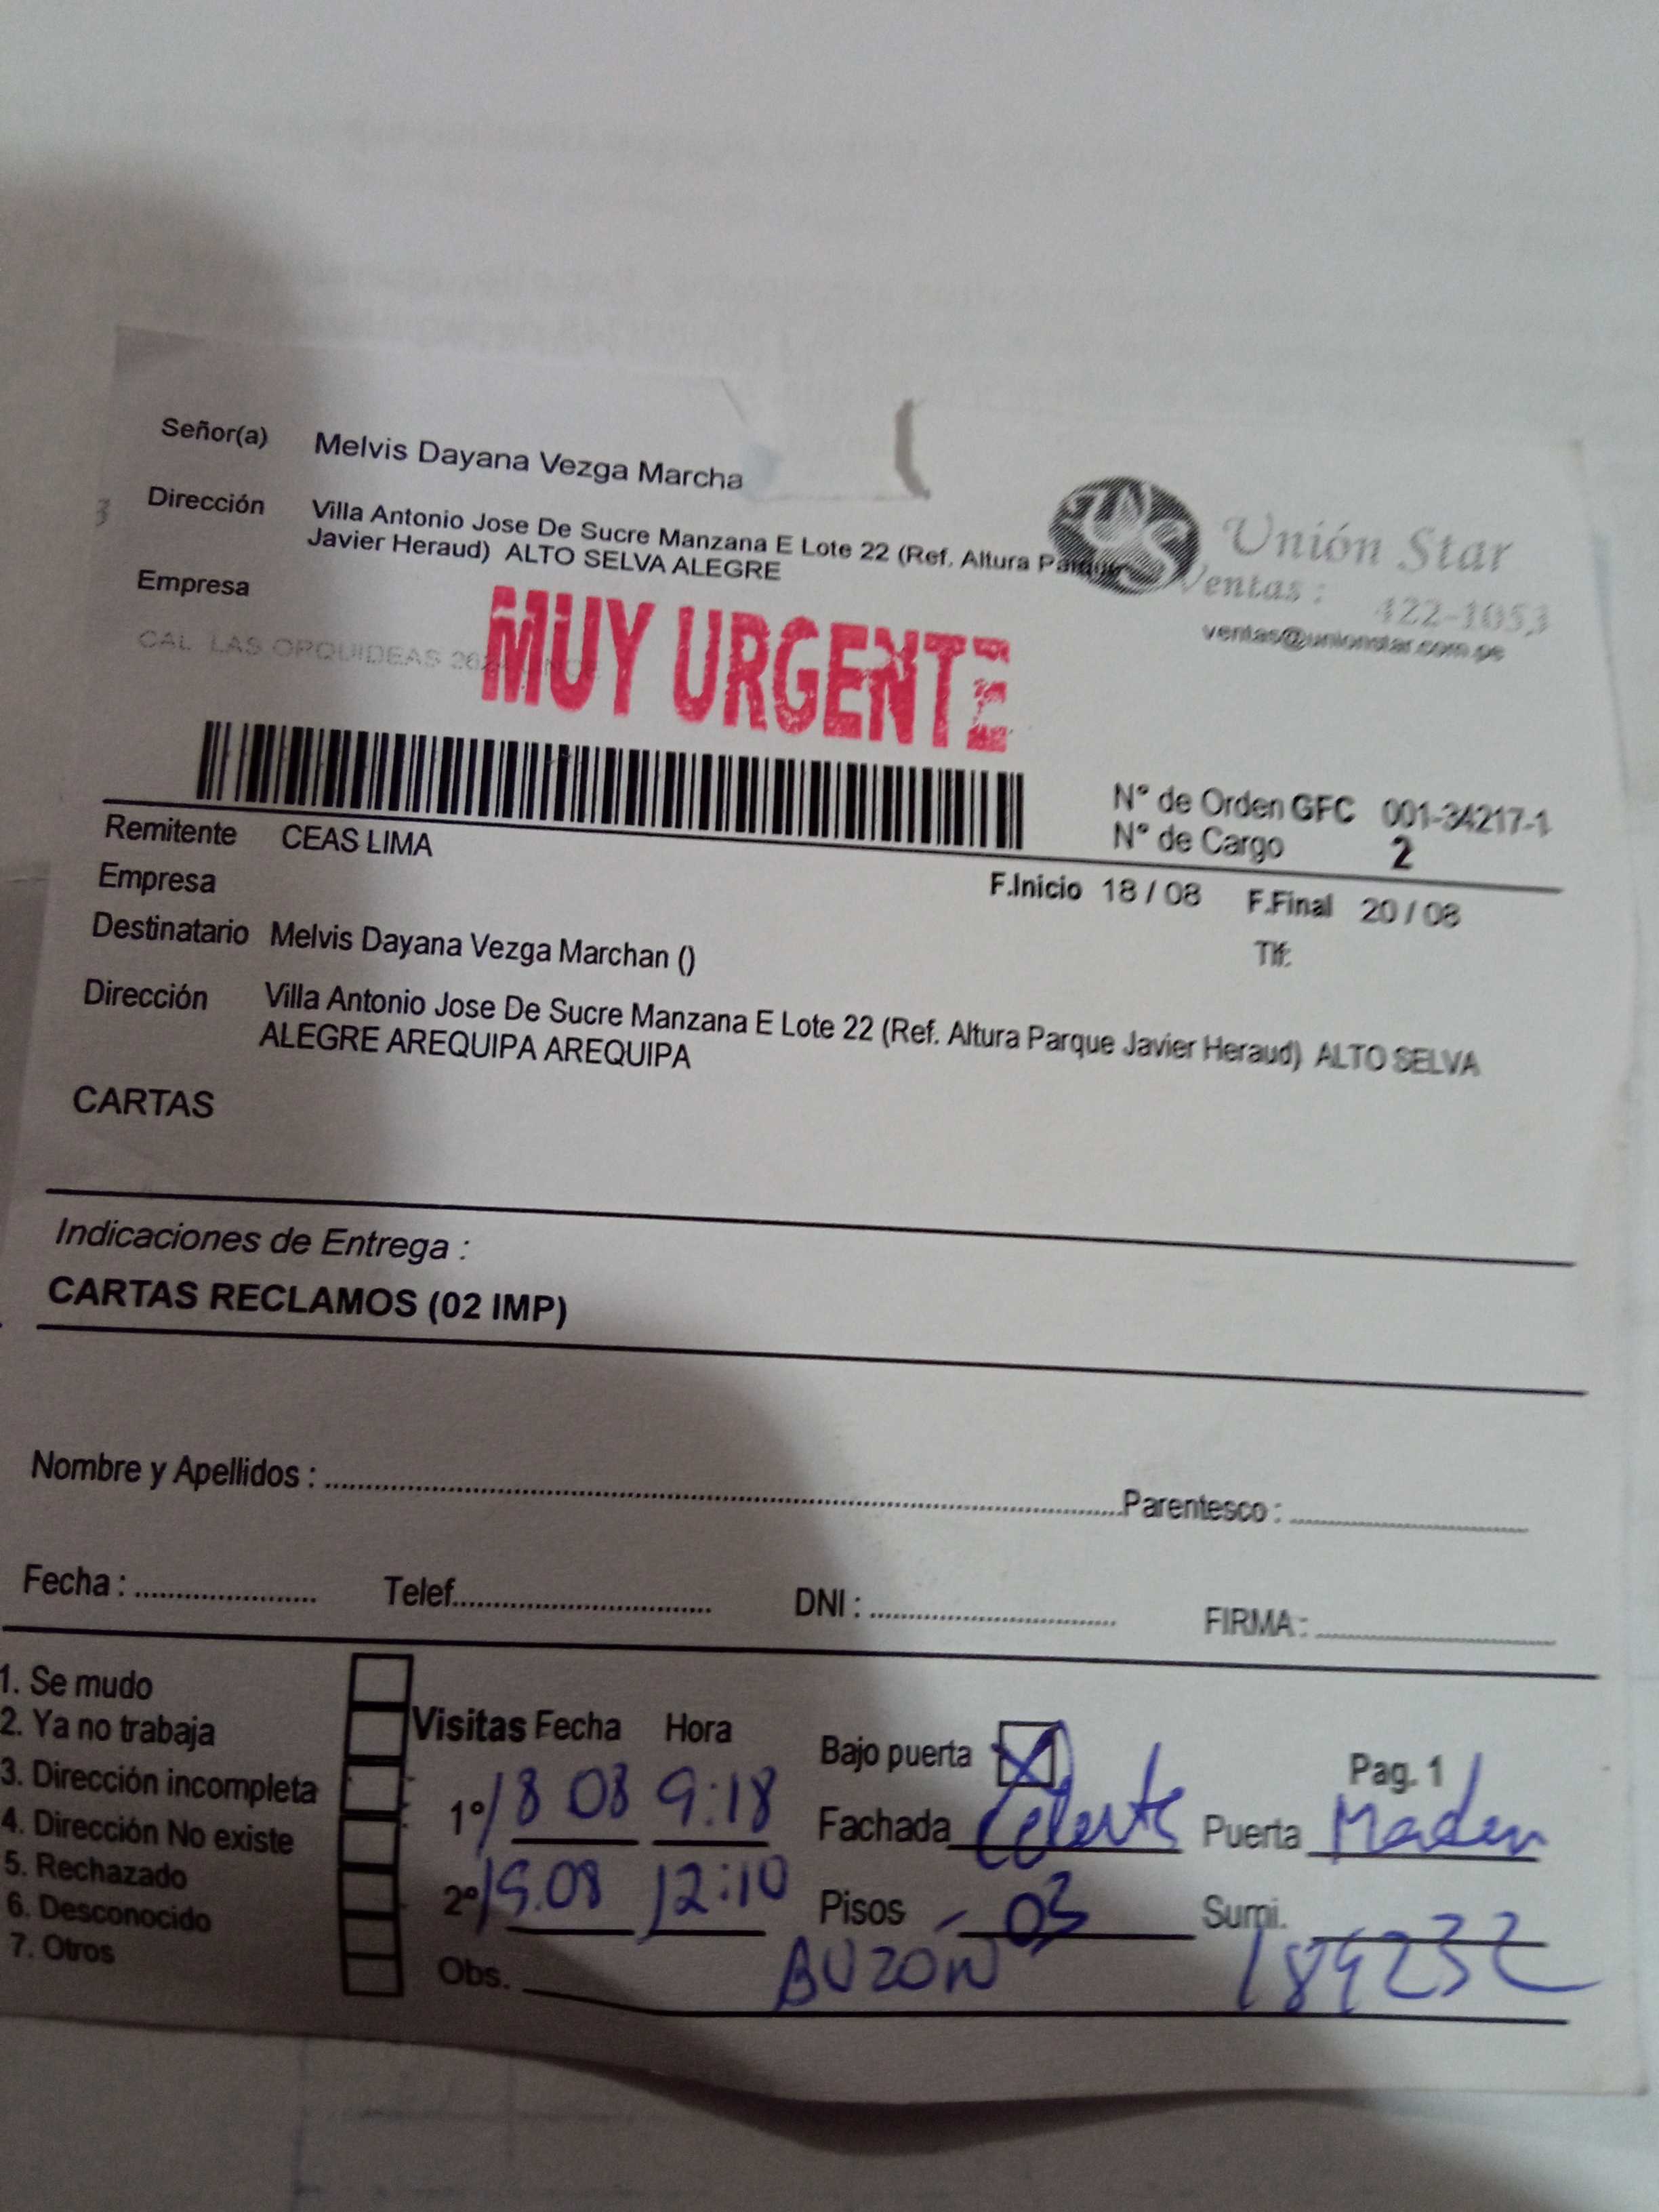 Señor(a) Melvis Dayana Vezga Marcha
Dirección Villa Antonio Jose De Sucre Manzana E Lote 22 (Ref. Altura Parque
Javier Heraud) ALTO SELVA ALEGRE
Unión Star
Ventas : 422-1053
ventas@unionstar.com.pe
Empresa
CAL LAS ORQUIDEAS
MUY URGENTE
N° de Orden GFC 001-34217-1
N° de Cargo 2
Remitente CEAS LIMA
Empresa
F.Inicio 18 / 08 F.Final 20 / 08
Destinatario Melvis Dayana Vezga Marchan ()
Tlf:
Dirección Villa Antonio Jose De Sucre Manzana E Lote 22 (Ref. Altura Parque Javier Heraud) ALTO SELVA
ALEGRE AREQUIPA AREQUIPA
CARTAS
Indicaciones de Entrega :
CARTAS RECLAMOS (02 IMP)
Nombre y Apellidos : Parentesco :
Fecha : Telef. DNI : FIRMA :
1. Se mudo
2. Ya no trabaja
3. Dirección incompleta
4. Dirección No existe
5. Rechazado
6. Desconocido
7. Otros
Visitas Fecha Hora
1° 18 08 9:18
2° 19.08 12:10
Obs. BUZÓN
Bajo puerta X Pag. 1
Fachada Celeste Puerta Mader
Pisos - 03 Sumi. 189232